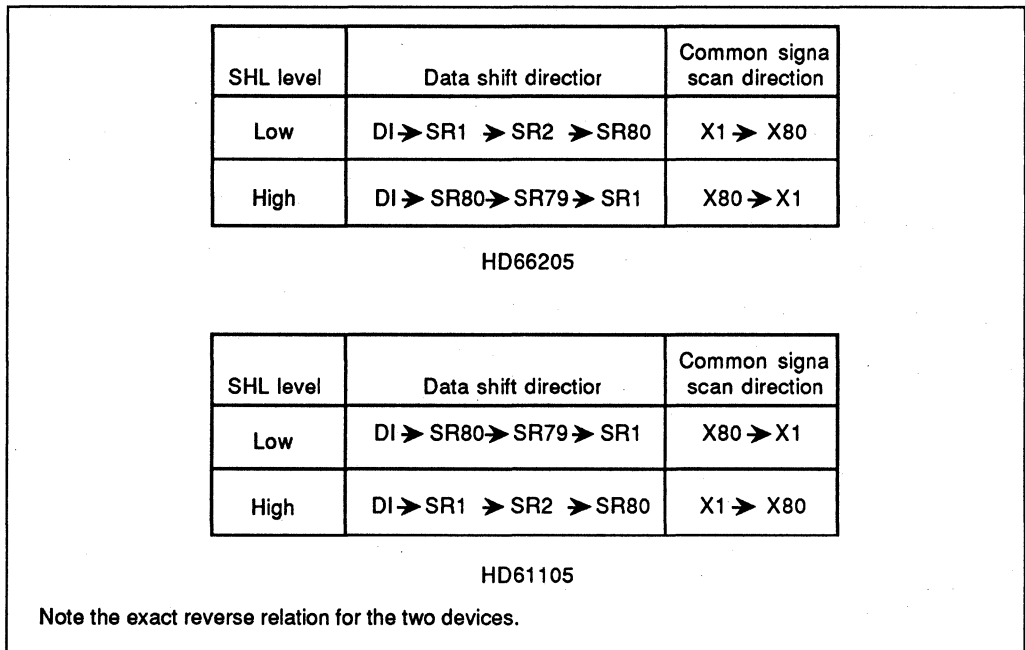 SHL level Data shift directior Common signa scan direction
Low DI➔SR1 ➔SR2 ➔SR80 X1➔ X80
High DI➔ SR80➔SR79➔ SR1 X80➔X1
HD66205
SHL level Data shift directior Common signa scan direction
Low DI➔ SR80➔SR79➔ SR1 X80➔X1
High DI➔SR1 ➔SR2 ➔SR80 X1➔ X80
HD61105
Note the exact reverse relation for the two devices.